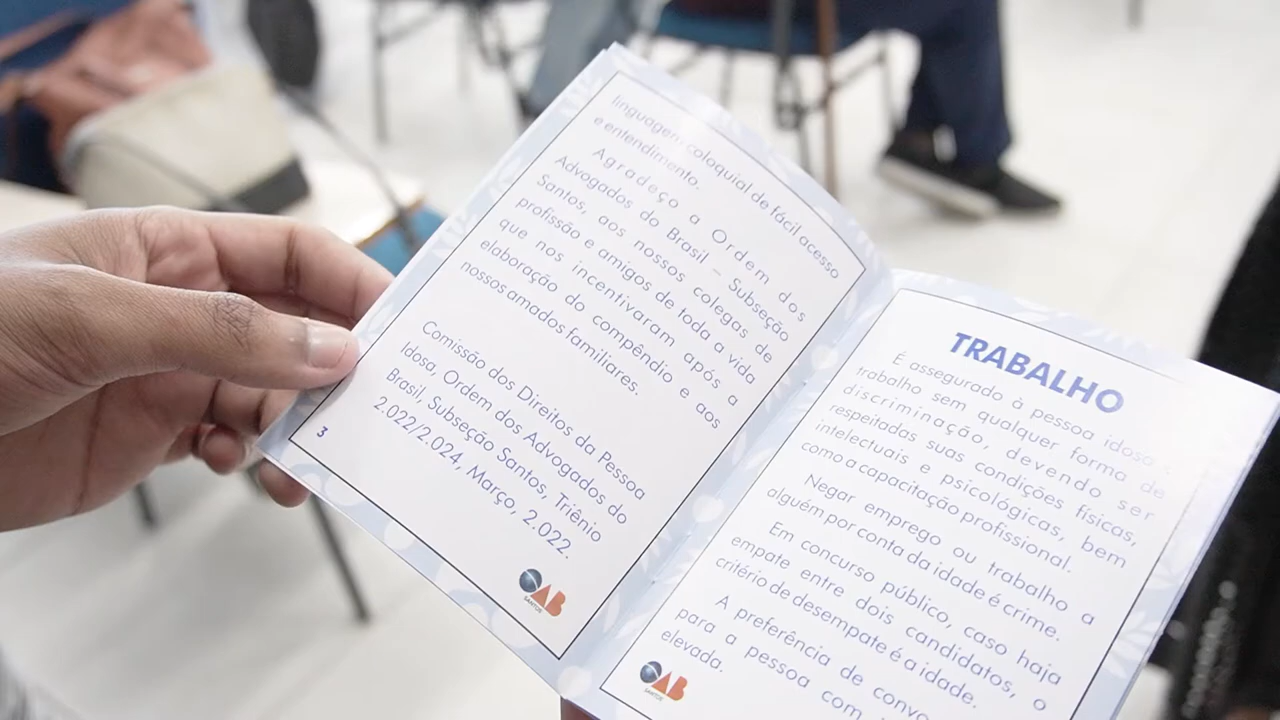 linguagem coloquial de fácil acesso
e entendimento.
Agradeço a Ordem dos
Advogados do Brasil – Subseção
Santos, aos nossos colegas de
profissão e amigos de toda a vida
que nos incentivaram após a
elaboração do compêndio e aos
nossos amados familiares.
Comissão dos Direitos da Pessoa
Idosa, Ordem dos Advogados do
Brasil, Subseção Santos, Triênio
2.022/2.024, Março, 2.022.
3
OAB
SANTOS
TRABALHO
É assegurado à pessoa idosa
trabalho sem qualquer forma de
discriminação, devendo ser
respeitadas suas condições físicas,
intelectuais e psicológicas, bem
como a capacitação profissional.
Negar emprego ou trabalho a
alguém por conta da idade é crime.
Em concurso público, caso haja
empate entre dois candidatos, o
critério de desempate é a idade.
A preferência de convo
para a pessoa com
elevada.
OAB
SANTOS